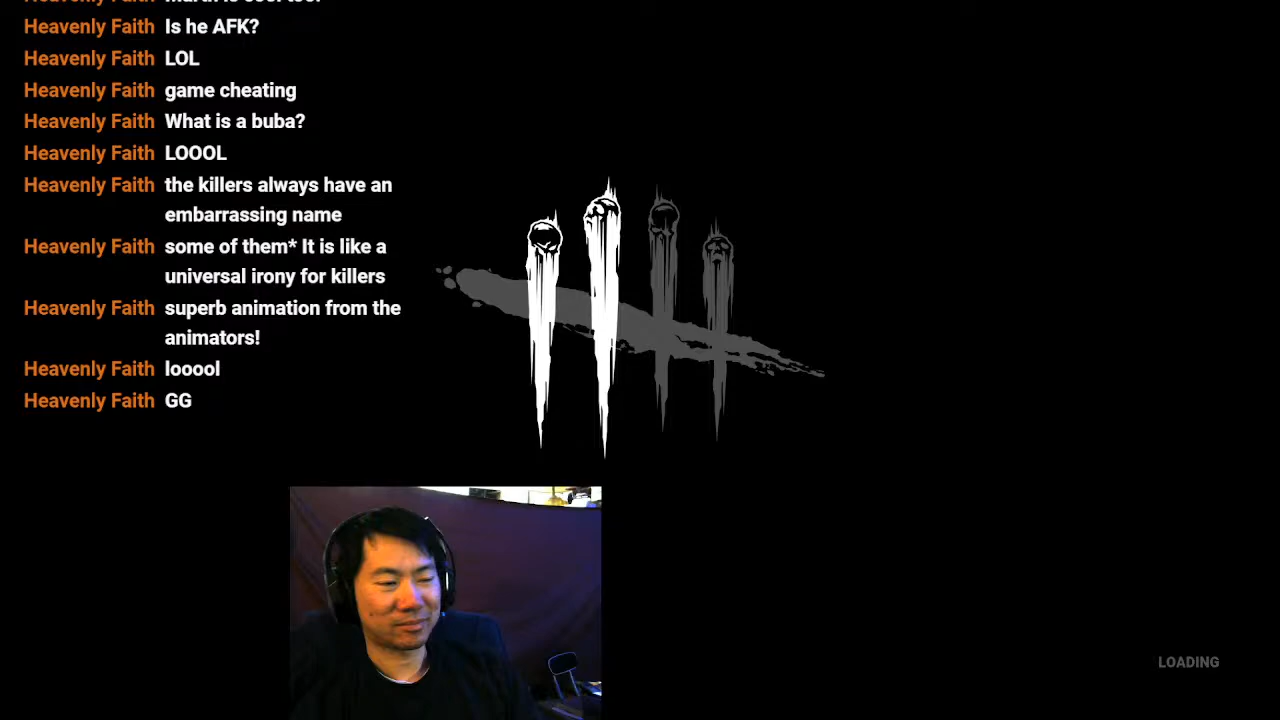 Heavenly Faith Is he AFK?
Heavenly Faith LOL
Heavenly Faith game cheating
Heavenly Faith What is a buba?
Heavenly Faith LOOOL
Heavenly Faith the killers always have an
embarrassing name
Heavenly Faith some of them* It is like a
universal irony for killers
Heavenly Faith superb animation from the
animators!
Heavenly Faith looool
Heavenly Faith GG
LOADING